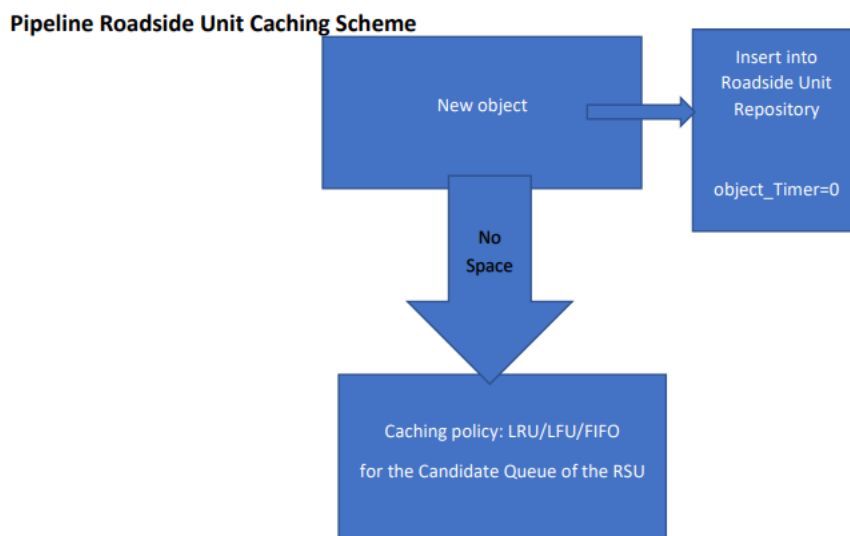 Pipeline Roadside Unit Caching Scheme
New object
Insert into
Roadside Unit
Repository
object_Timer=0
No
Space
Caching policy: LRU/LFU/FIFO
for the Candidate Queue of the RSU